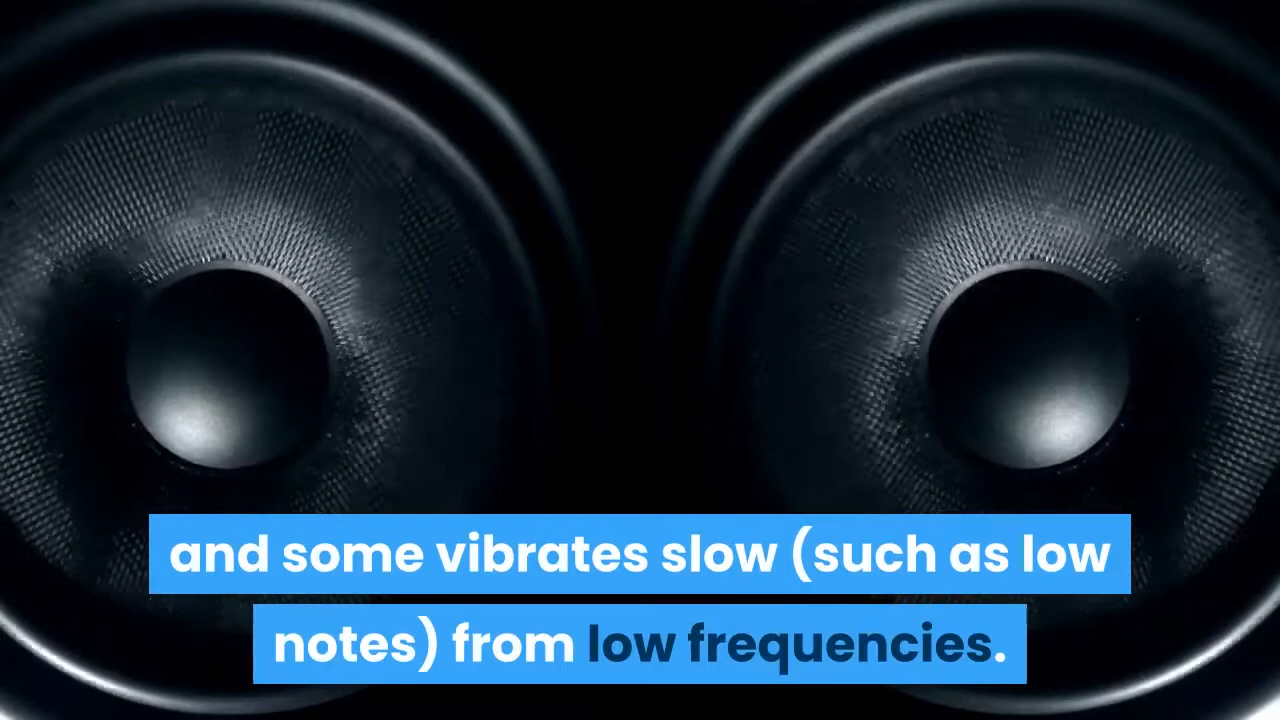 and some vibrates slow (such as low
notes) from low frequencies.